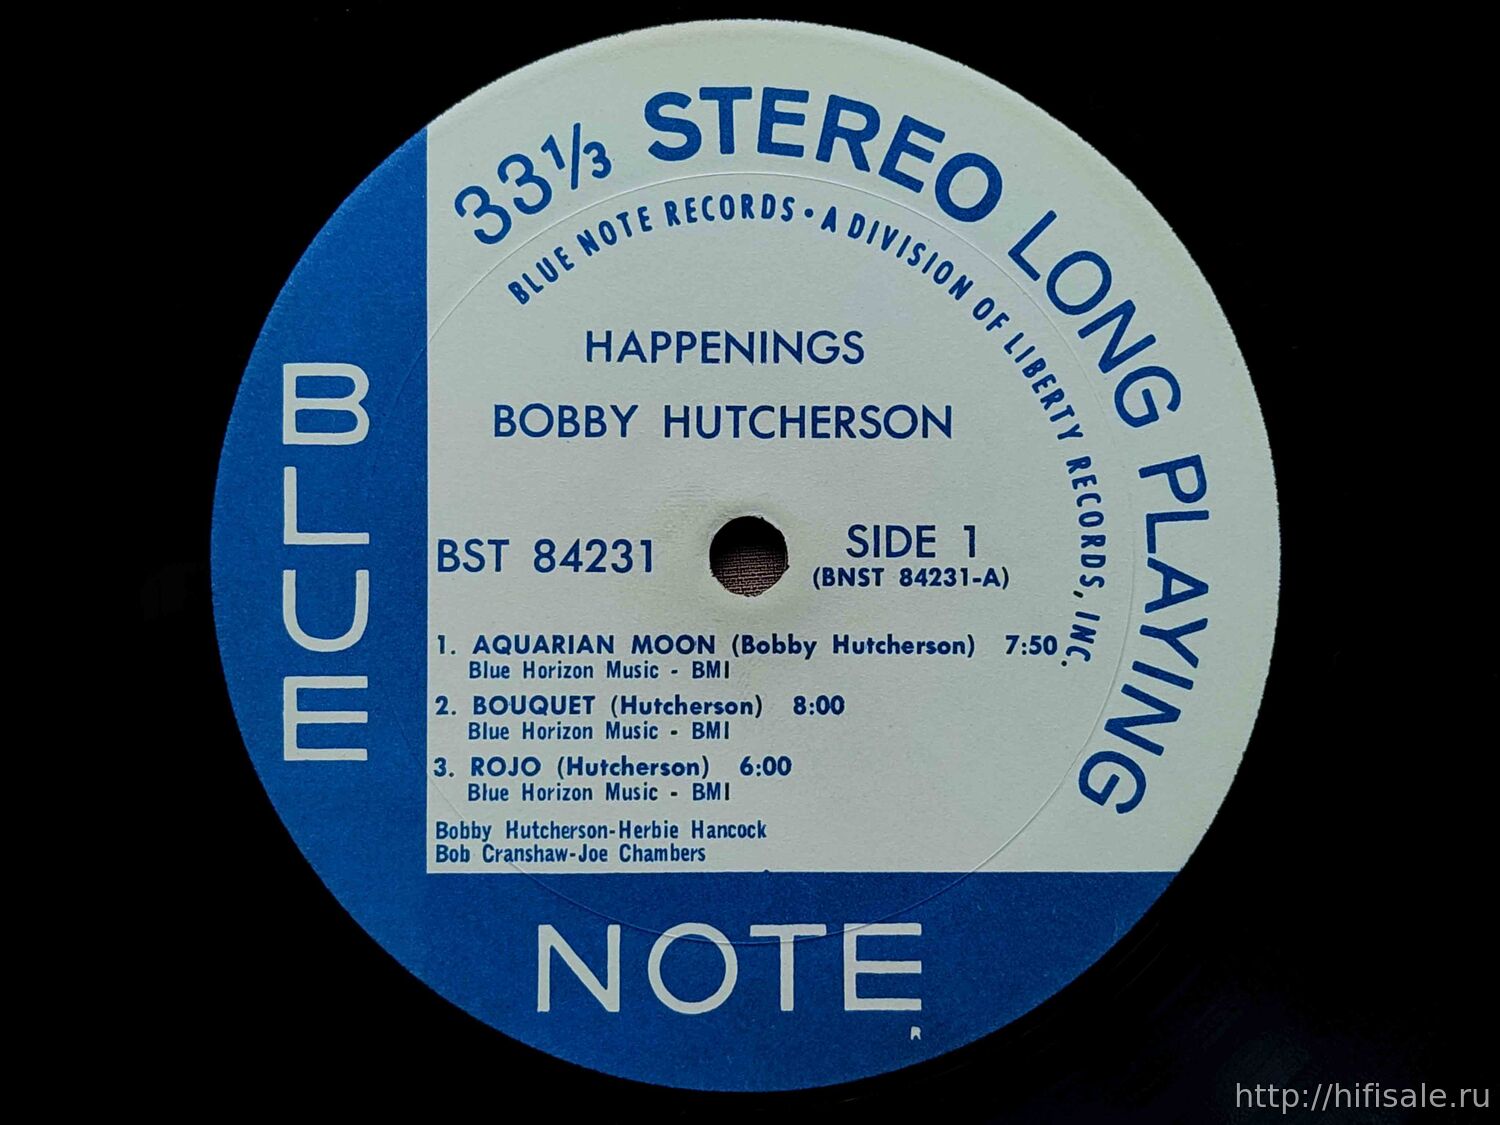 33⅓ STEREO LONG PLAYING
BLUE NOTE RECORDS • A DIVISION OF LIBERTY RECORDS, INC.
HAPPENINGS
BOBBY HUTCHERSON
BST 84231
SIDE 1
(BNST 84231-A)
1. AQUARIAN MOON (Bobby Hutcherson) 7:50
Blue Horizon Music - BMI
2. BOUQUET (Hutcherson) 8:00
Blue Horizon Music - BMI
3. ROJO (Hutcherson) 6:00
Blue Horizon Music - BMI
Bobby Hutcherson-Herbie Hancock
Bob Cranshaw-Joe Chambers
BLUE
NOTE
R
http://hifisale.ru